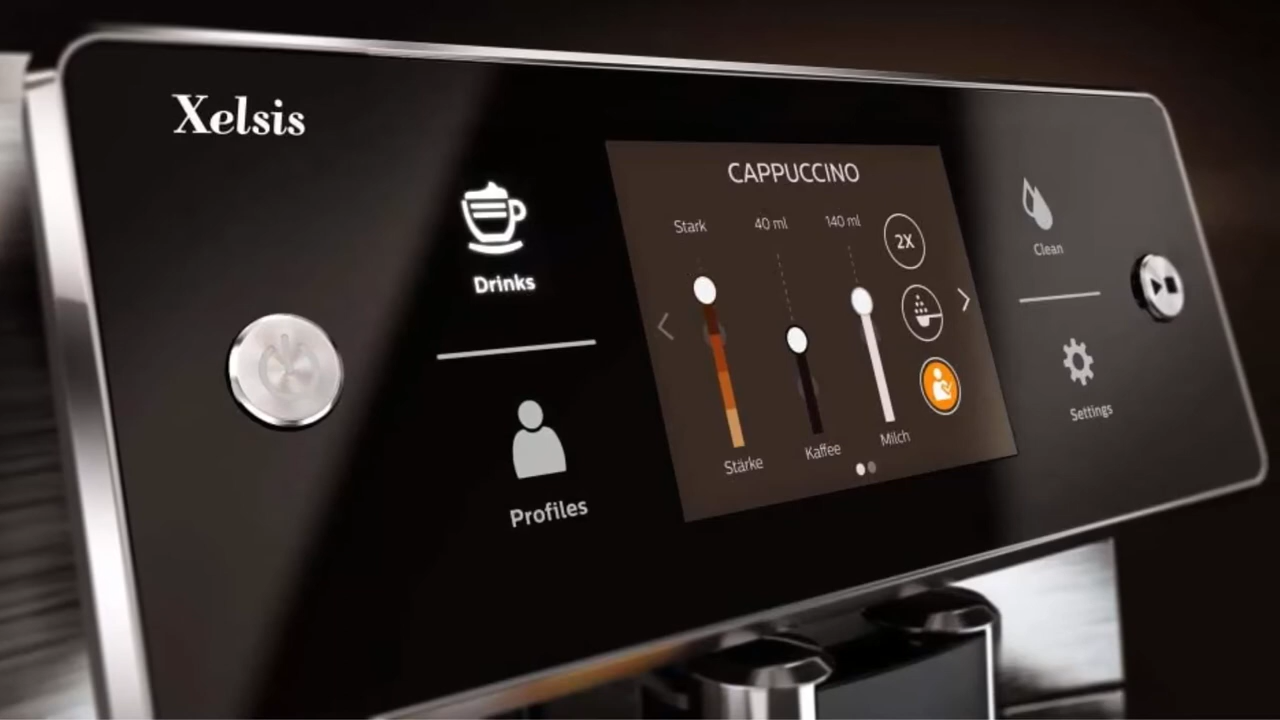 Xelsis
Drinks
Profiles
CAPPUCCINO
Stark
40 ml
140 ml
2X
Stärke
Kaffee
Milch
Clean
Settings